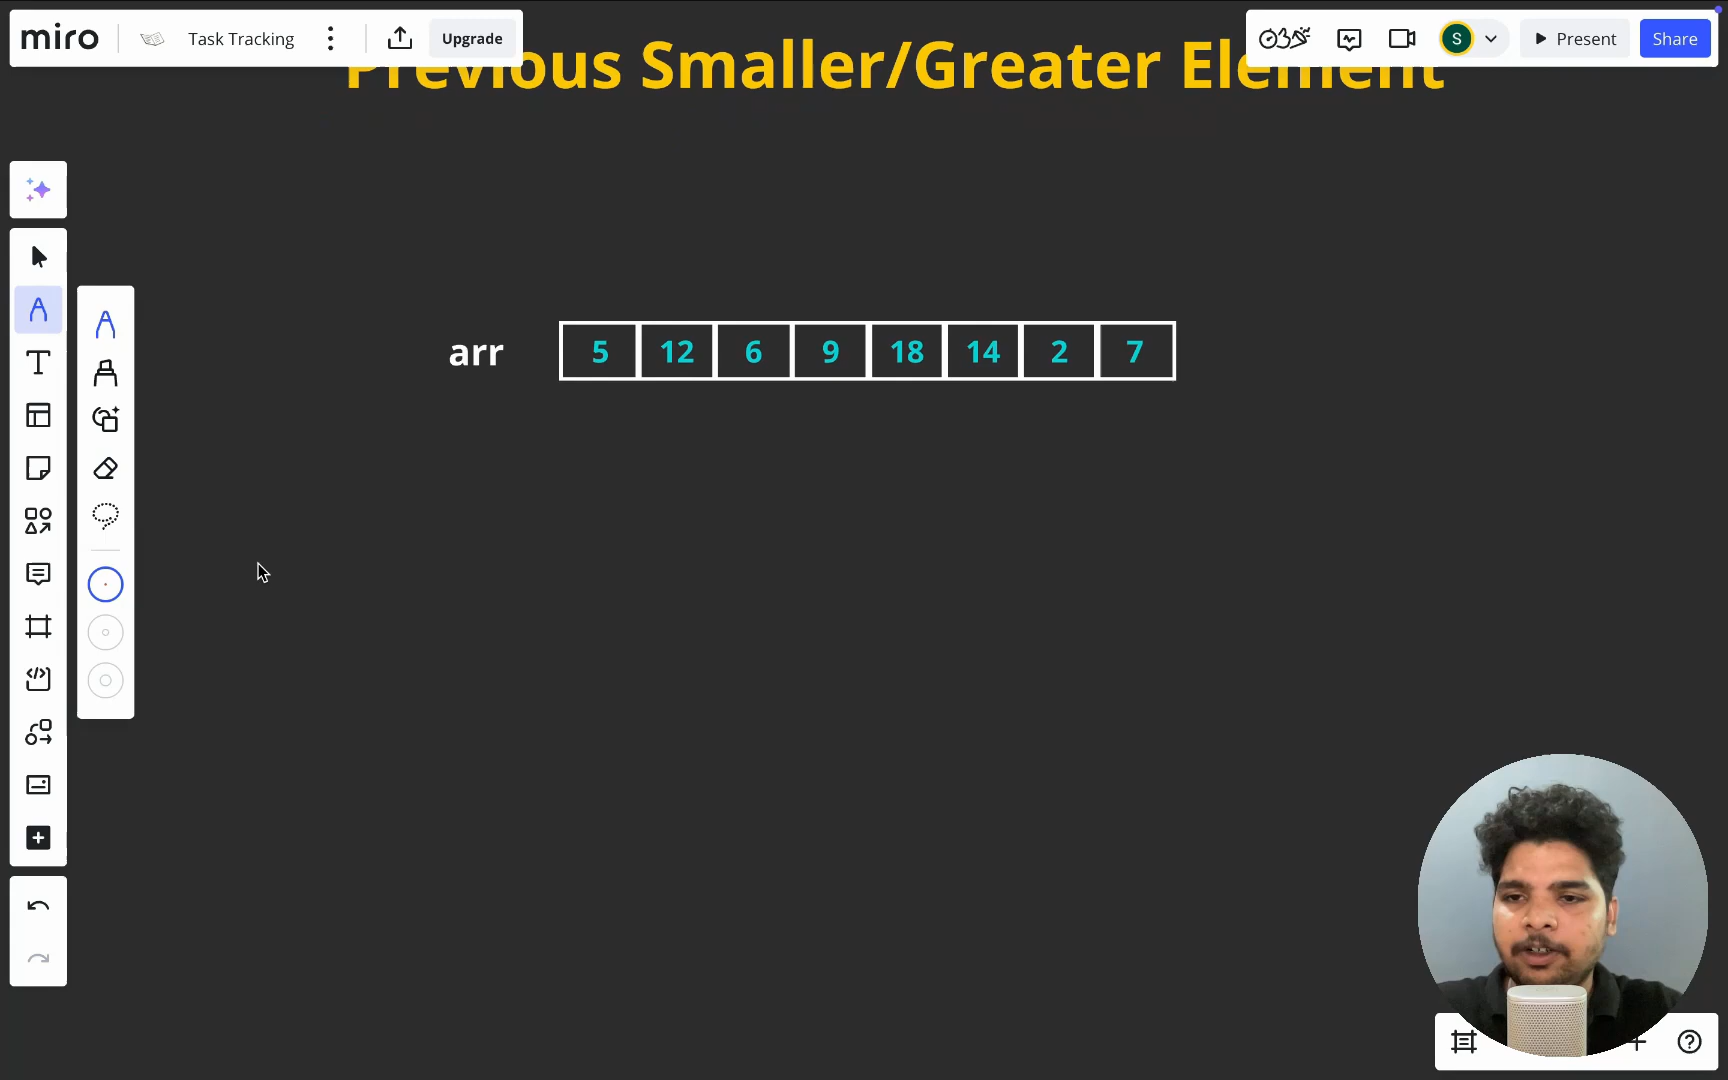 miro Task Tracking Upgrade Present Share
S
Previous Smaller/Greater Element
arr 5 12 6 9 18 14 2 7